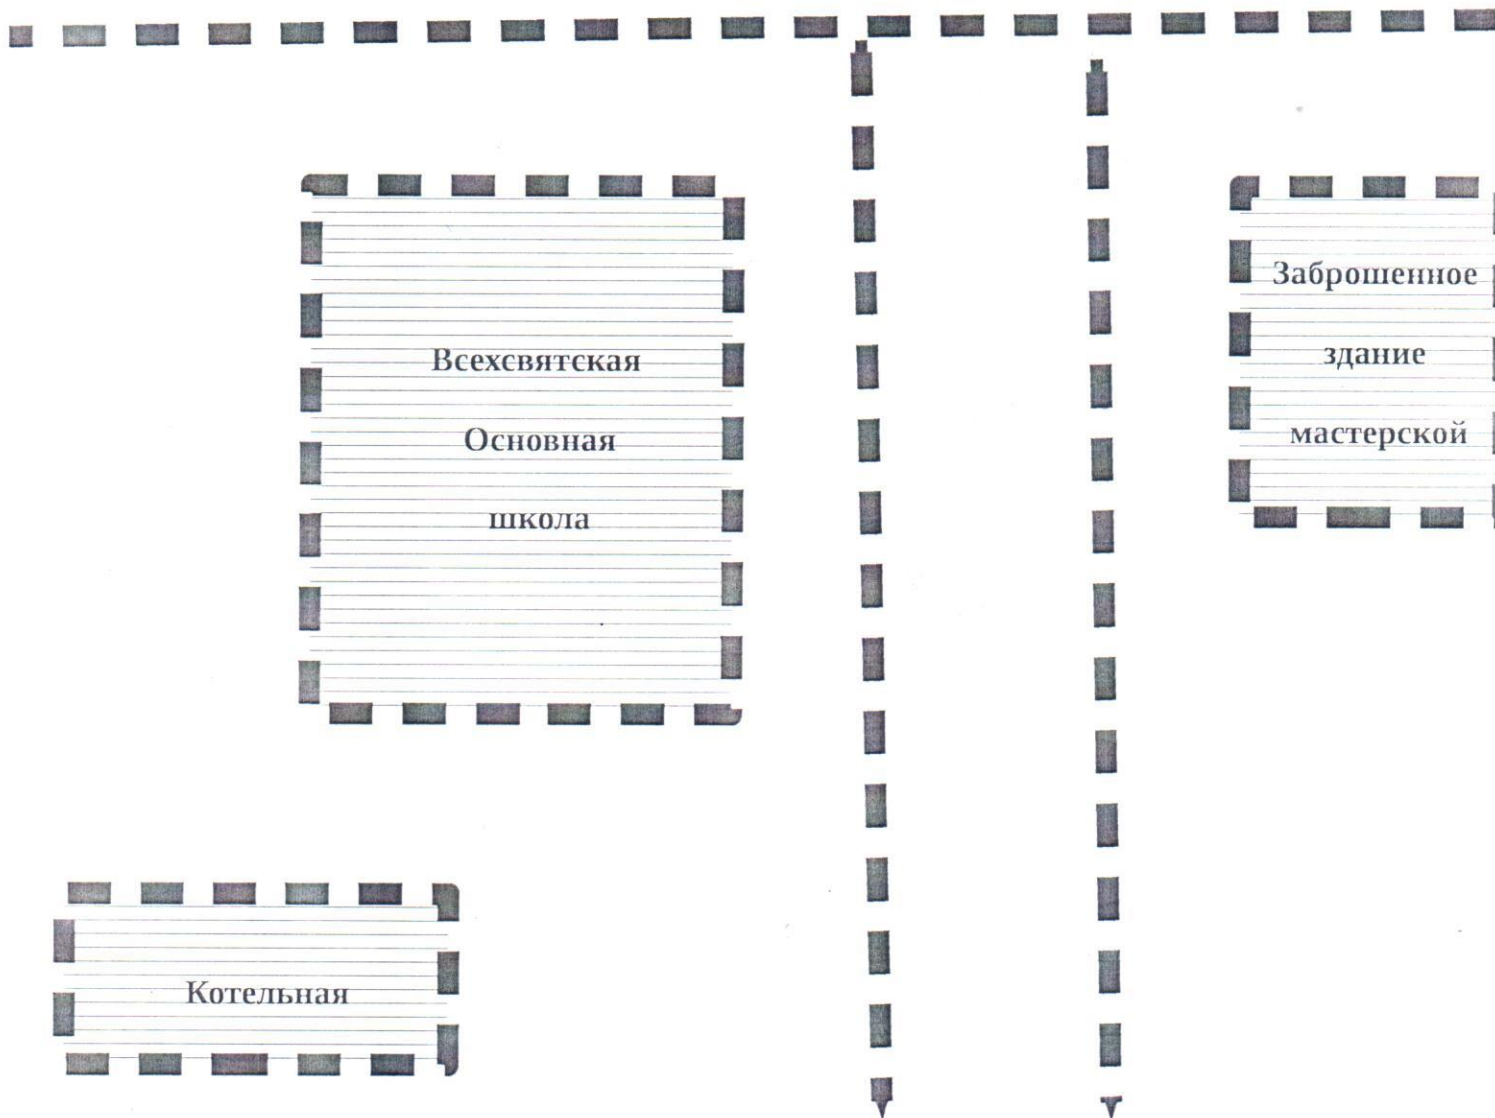 Всехсвятская
Основная
школа
Заброшенное
здание
мастерской
Котельная